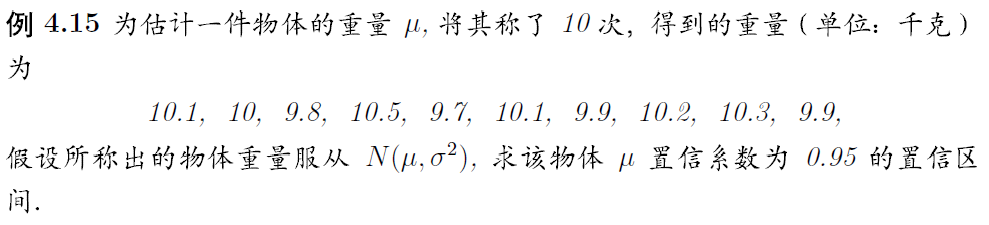 例 4.15 为估计一件物体的重量 μ, 将其称了 10 次, 得到的重量 ( 单位: 千克 )
为
10.1, 10, 9.8, 10.5, 9.7, 10.1, 9.9, 10.2, 10.3, 9.9,
假设所称出的物体重量服从 N(μ, σ²), 求该物体 μ 置信系数为 0.95 的置信区
间.